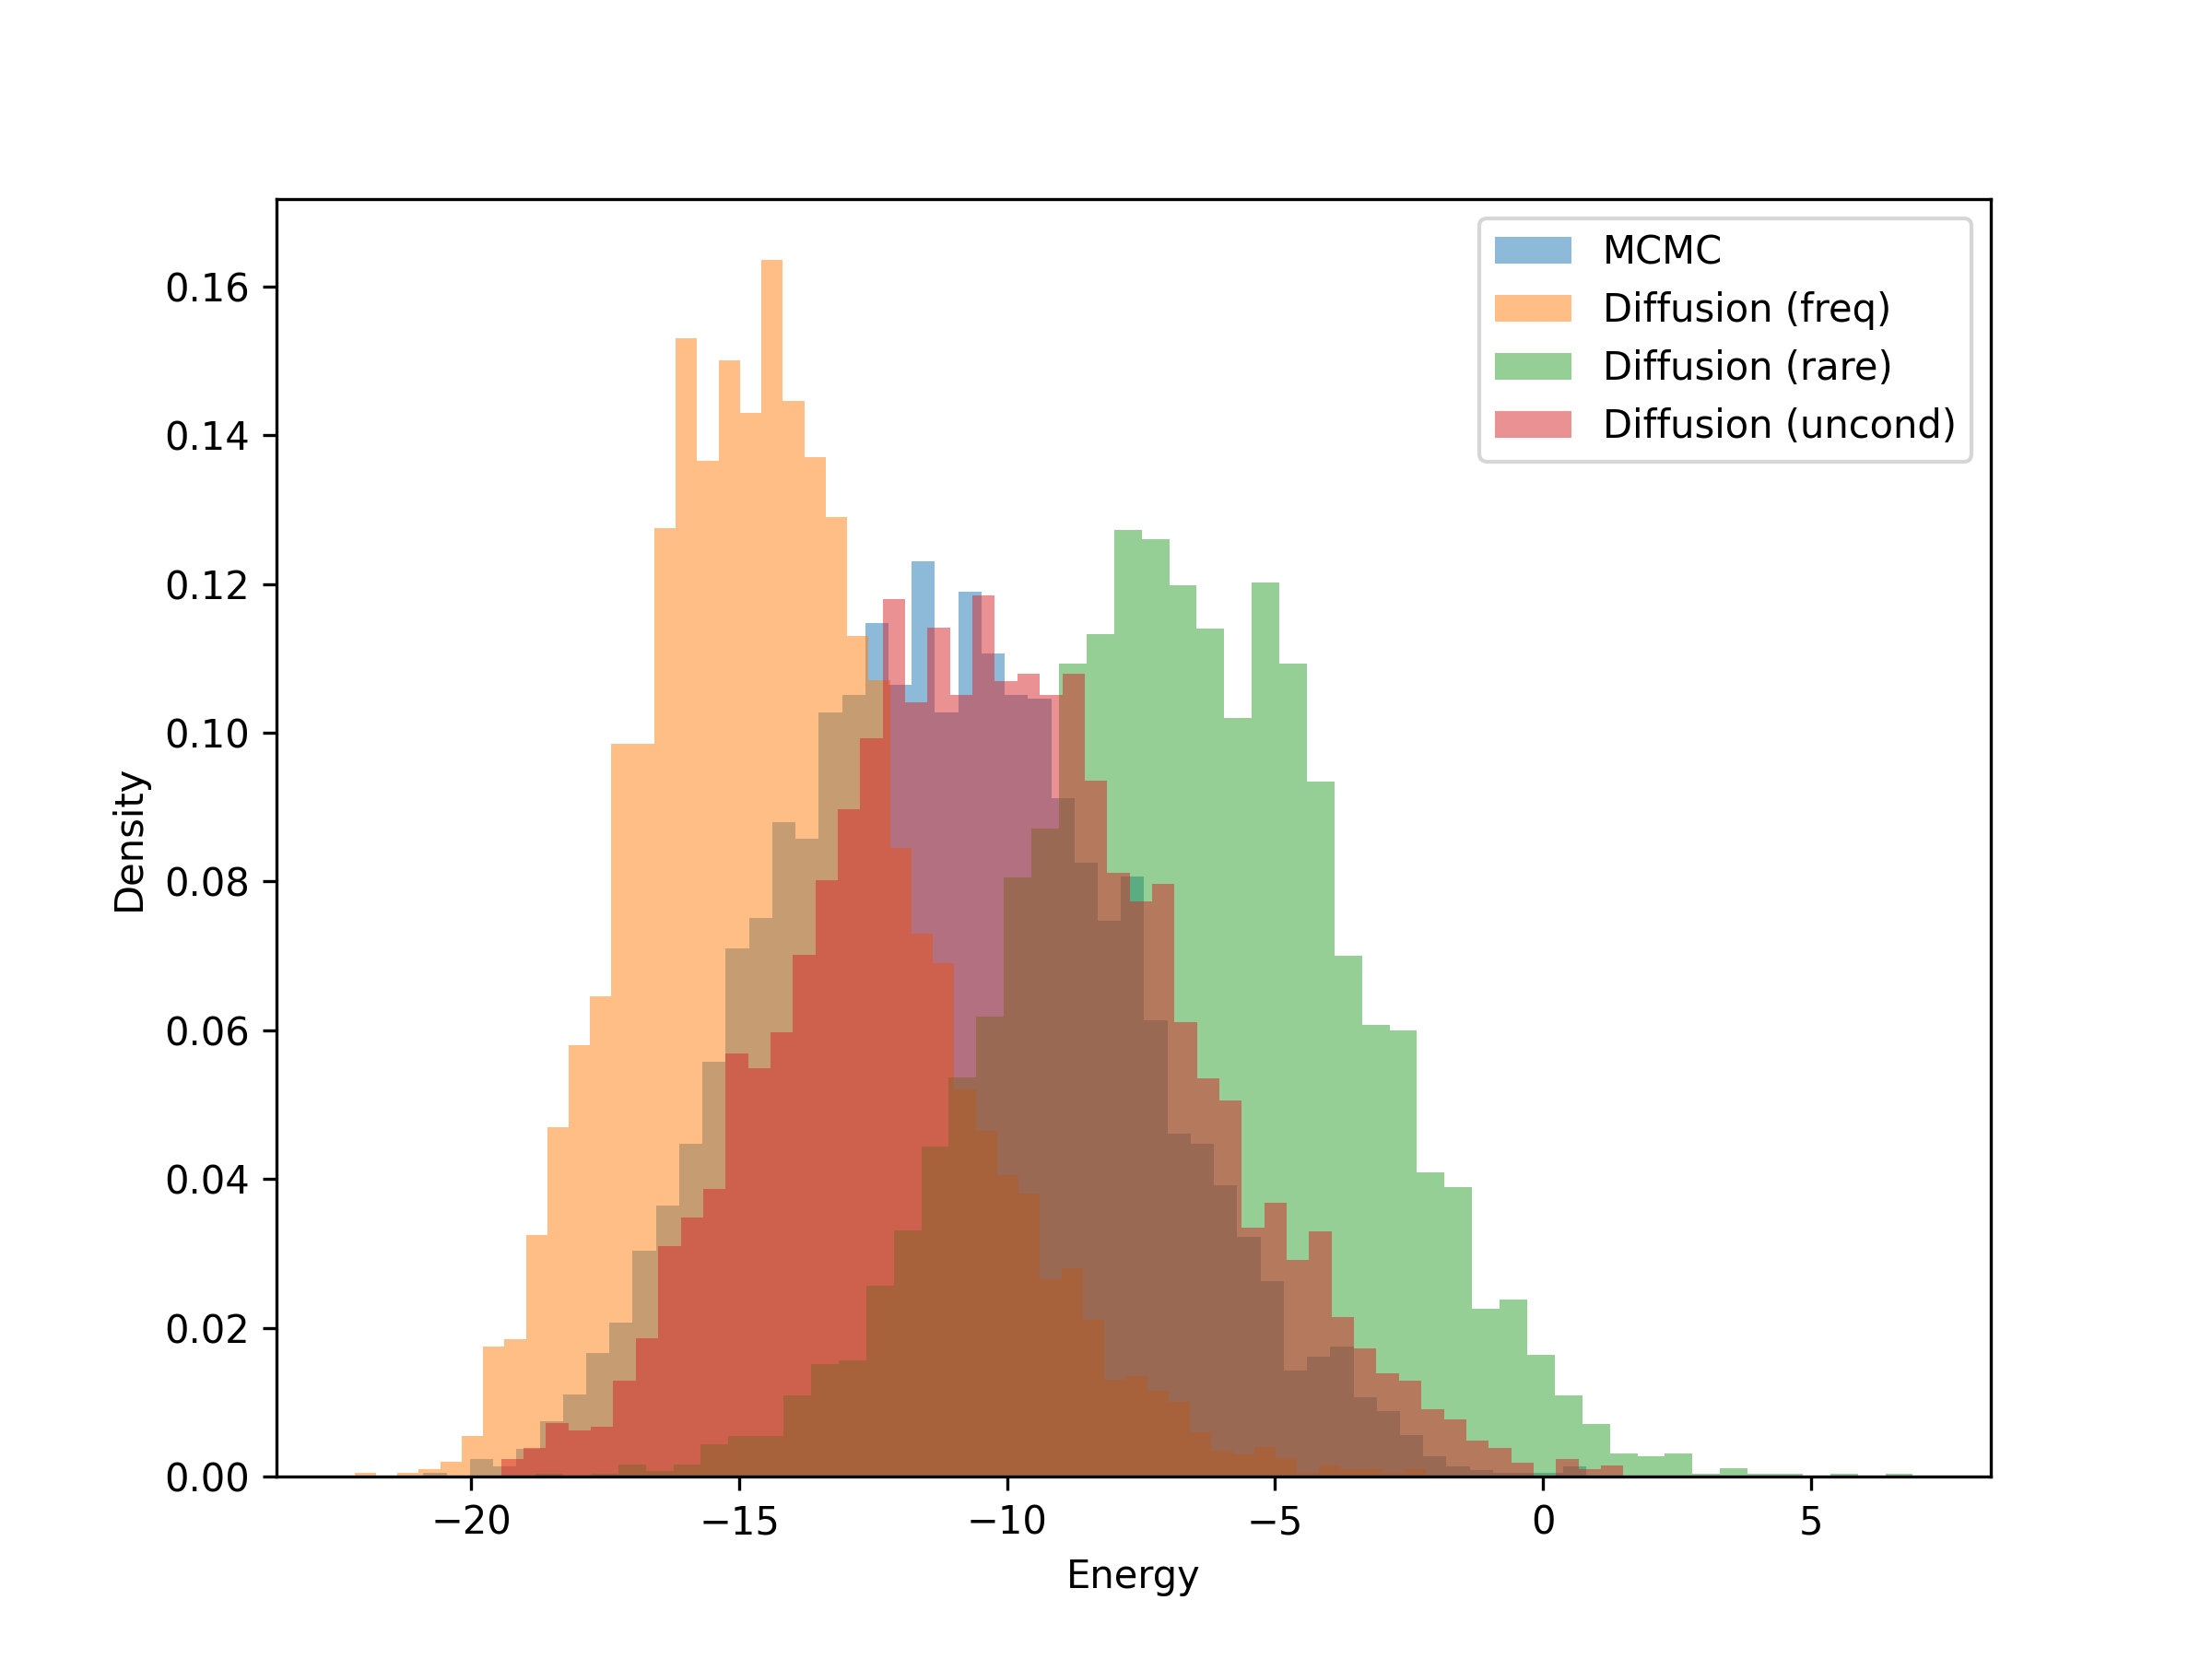 MCMC
Diffusion (freq)
Diffusion (rare)
Diffusion (uncond)
0.16
0.14
0.12
0.10
0.08
0.06
0.04
0.02
0.00
Density
−20 −15 −10 −5 0 5
Energy